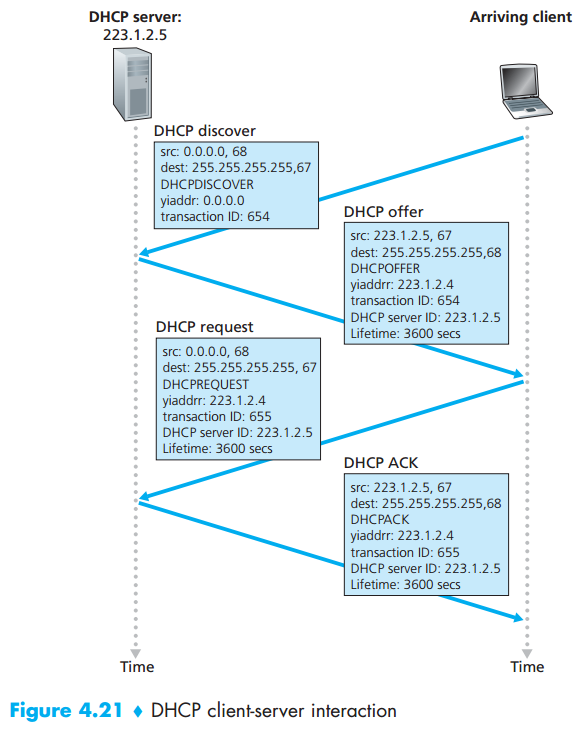 DHCP server:
223.1.2.5
Arriving client
DHCP discover
src: 0.0.0.0, 68
dest: 255.255.255.255,67
DHCPDISCOVER
yiaddr: 0.0.0.0
transaction ID: 654
DHCP offer
src: 223.1.2.5, 67
dest: 255.255.255.255,68
DHCPOFFER
yiaddrr: 223.1.2.4
transaction ID: 654
DHCP server ID: 223.1.2.5
Lifetime: 3600 secs
DHCP request
src: 0.0.0.0, 68
dest: 255.255.255.255, 67
DHCPREQUEST
yiaddrr: 223.1.2.4
transaction ID: 655
DHCP server ID: 223.1.2.5
Lifetime: 3600 secs
DHCP ACK
src: 223.1.2.5, 67
dest: 255.255.255.255,68
DHCPACK
yiaddrr: 223.1.2.4
transaction ID: 655
DHCP server ID: 223.1.2.5
Lifetime: 3600 secs
Time
Time
Figure 4.21 ♦ DHCP client-server interaction